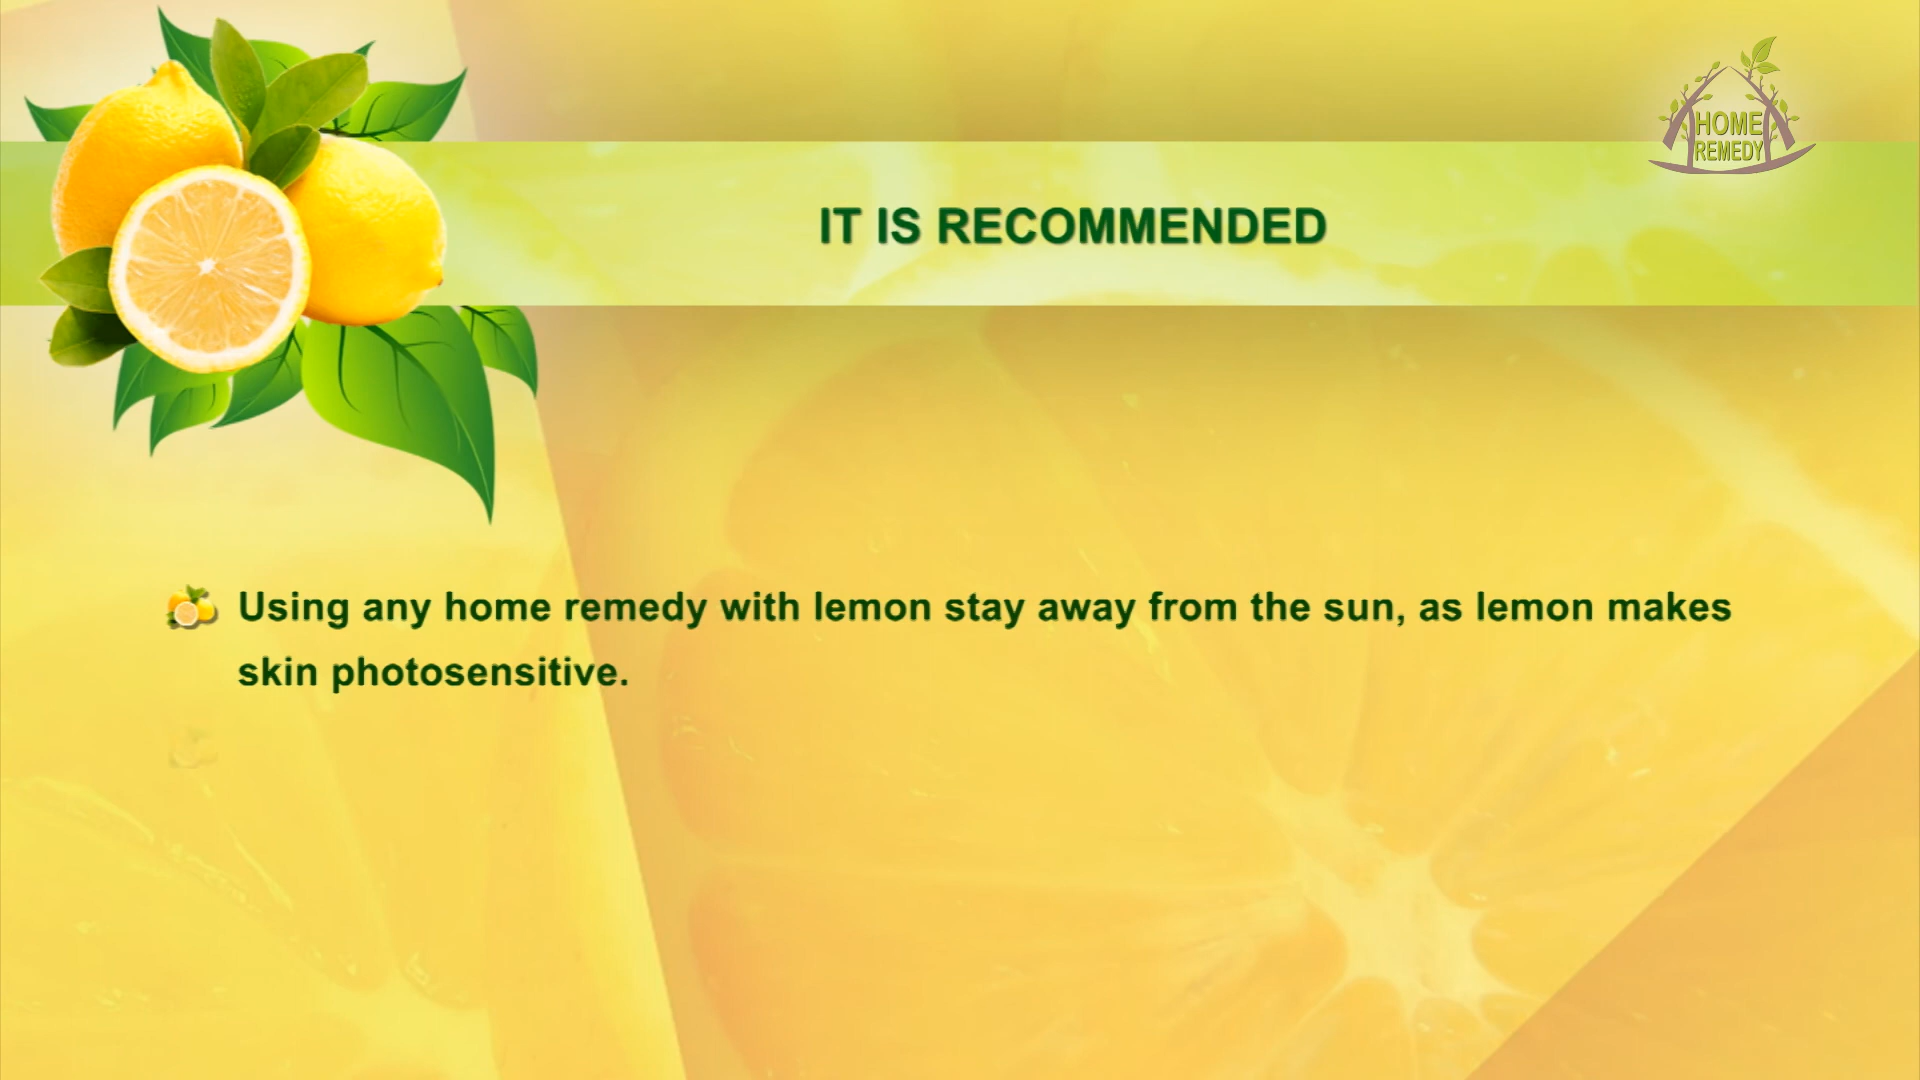 HOME
REMEDY
IT IS RECOMMENDED
Using any home remedy with lemon stay away from the sun, as lemon makes
skin photosensitive.